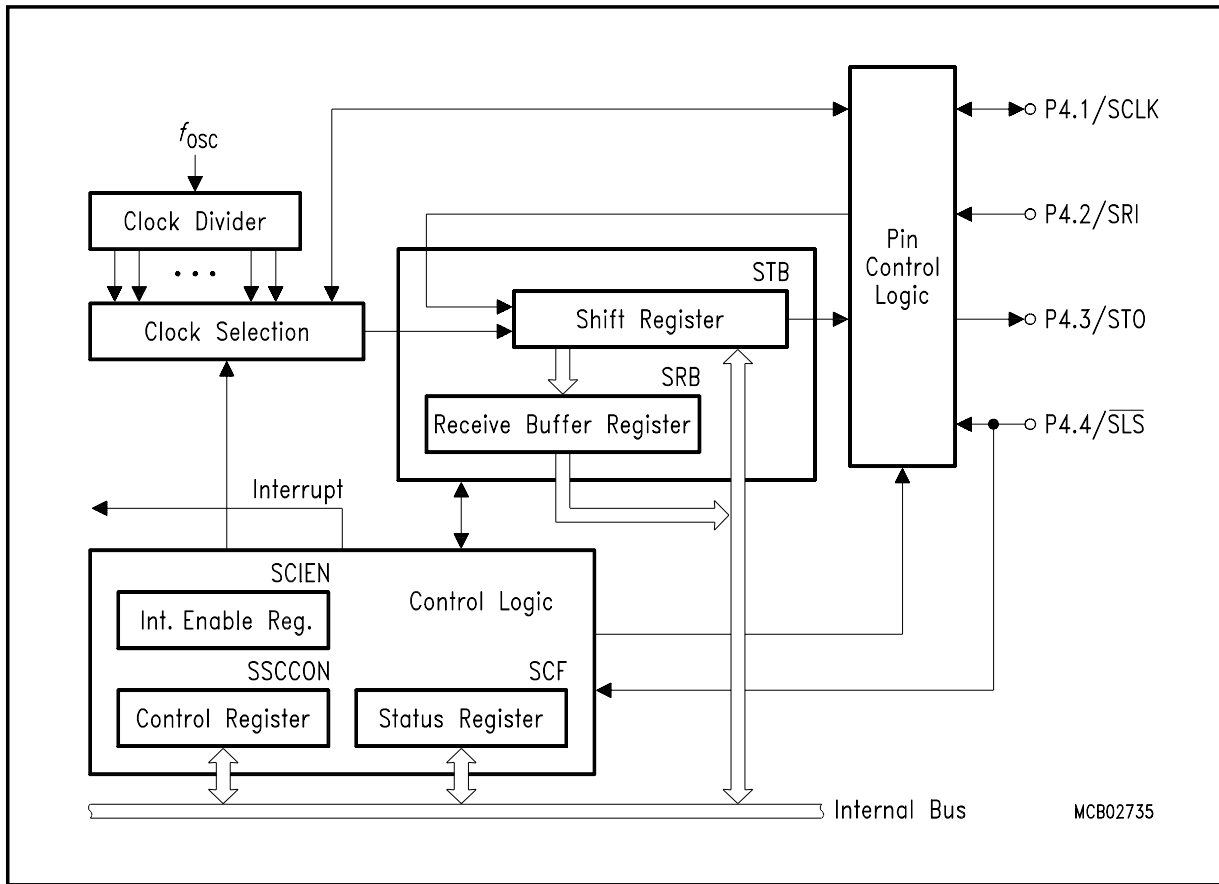 P4.1/SCLK
fOSC
Clock Divider
P4.2/SRI
• • •
Pin
Control
Logic
STB
Clock Selection
Shift Register
P4.3/STO
SRB
Receive Buffer Register
P4.4/S̅L̅S̅
Interrupt
SCIEN
Control Logic
Int. Enable Reg.
SSCCON
SCF
Control Register
Status Register
Internal Bus
MCB02735